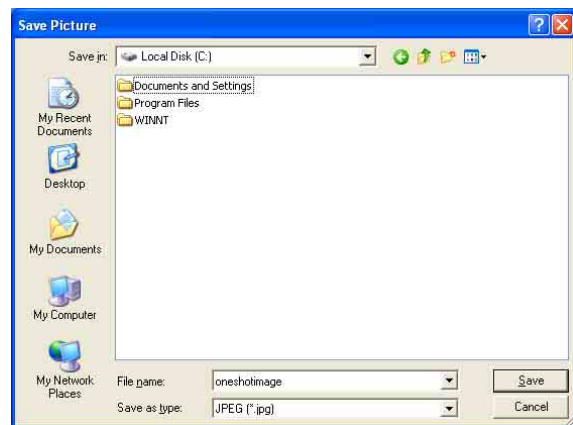 Save Picture
Save in:
Local Disk (C:)
Documents and Settings
Program Files
WINNT
My Recent
Documents
Desktop
My Documents
My Computer
My Network
Places
File name:
oneshotimage
Save
Save as type:
JPEG (*.jpg)
Cancel